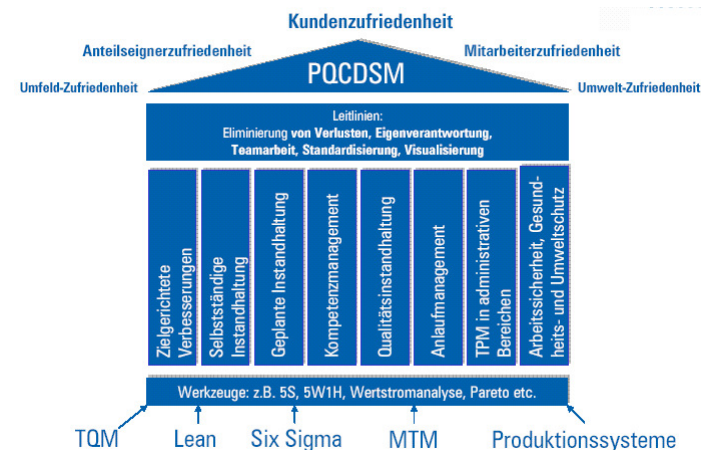 Kundenzufriedenheit
Anteilseignerzufriedenheit
Mitarbeiterzufriedenheit
PQCDSM
Umfeld-Zufriedenheit
Umwelt-Zufriedenheit
Leitlinien:
Eliminierung von Verlusten, Eigenverantwortung,
Teamarbeit, Standardisierung, Visualisierung
Zielgerichtete
Verbesserungen
Selbstständige
Instandhaltung
Geplante Instandhaltung
Kompetenzmanagement
Qualitätsinstandhaltung
Anlaufmanagement
TPM in administrativen
Bereichen
Arbeitssicherheit, Gesund-
heits- und Umweltschutz
Werkzeuge: z.B. 5S, 5W1H, Wertstromanalyse, Pareto etc.
TQM
Lean
Six Sigma
MTM
Produktionssysteme